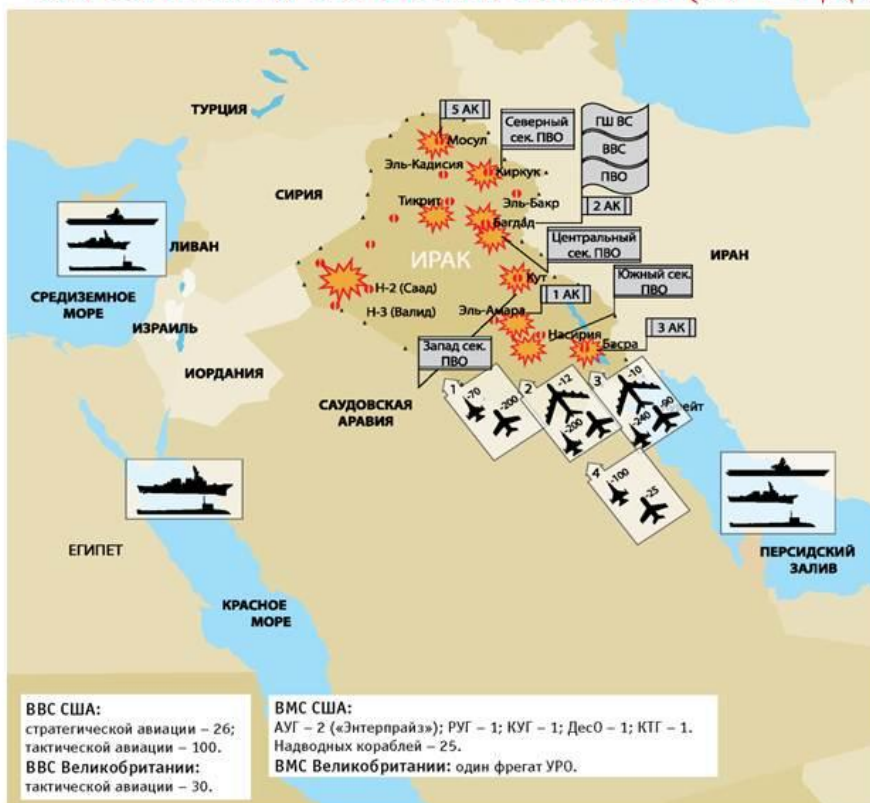 ТУРЦИЯ
5 АК
Мосул
Северный
сек. ПВО
ГШ ВС
ВВС
ПВО
Эль-Кадисия
Киркук
СИРИЯ
Тикрит
Эль-Бакр
2 АК
Багдад
ЛИВАН
ИРАК
Центральный
сек. ПВО
ИРАН
СРЕДИЗЕМНОЕ
МОРЕ
Н-2 (Саад)
Кут
Южный сек.
ПВО
ИЗРАИЛЬ
Н-3 (Валид)
Эль-Амара
1 АК
Насирия
3 АК
Басра
Запад сек.
ПВО
ИОРДАНИЯ
САУДОВСКАЯ
АРАВИЯ
1
-70
-200
2
-12
-200
3
-10
-240
-90
ейт
4
-100
-25
ЕГИПЕТ
ПЕРСИДСКИЙ
ЗАЛИВ
КРАСНОЕ
МОРЕ
ВВС США:
стратегической авиации – 26;
тактической авиации – 100.
ВВС Великобритании:
тактической авиации – 30.
ВМС США:
АУГ – 2 («Энтерпрайз»); РУГ – 1; КУГ – 1; ДесО – 1; КТГ – 1.
Надводных кораблей – 25.
ВМС Великобритании: один фрегат УРО.